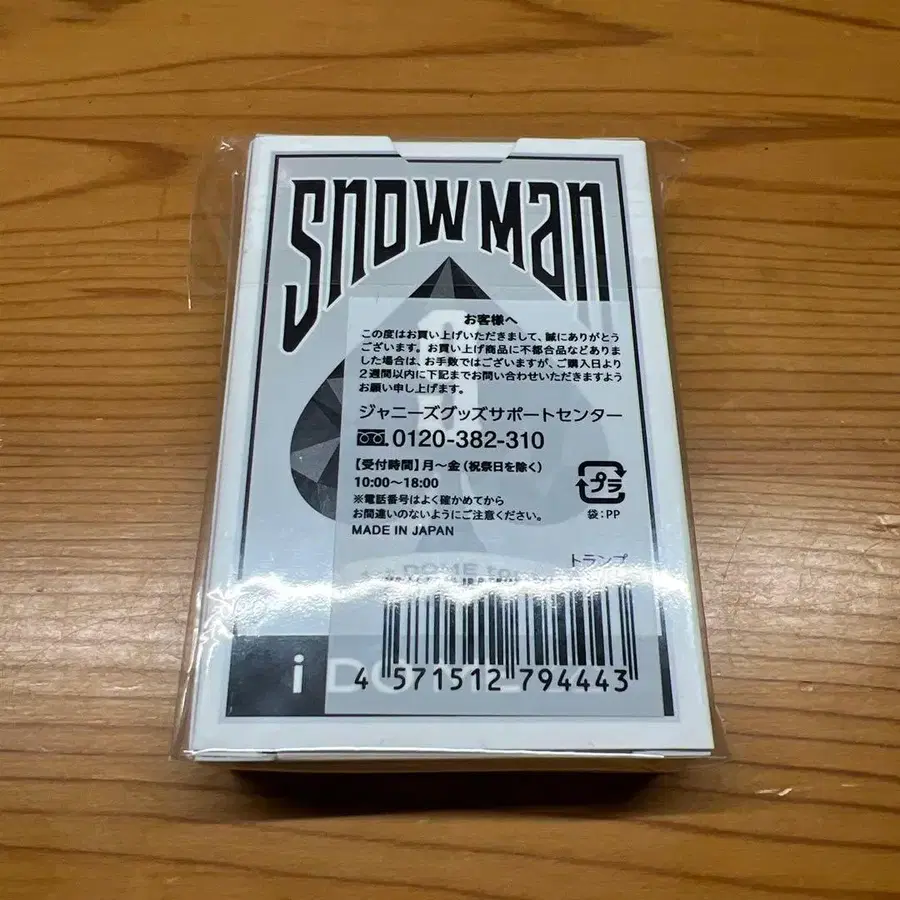 Snow Man
お客様へ
この度はお買い上げいただきまして、誠にありがとう
ございます。お買い上げ商品に不都合品などありま
した場合は、お手数ではございますが、ご購入日より
2週間以内に下記までお問い合わせいただきますよう
お願い申し上げます。
ジャニーズグッズサポートセンター
0120-382-310
【受付時間】月〜金(祝祭日を除く)
10:00〜18:00
※電話番号はよく確かめてから
お間違いのないようにご注意ください。
MADE IN JAPAN
プラ
袋:PP
トランプ
DOME
i DO
4 571512 794443